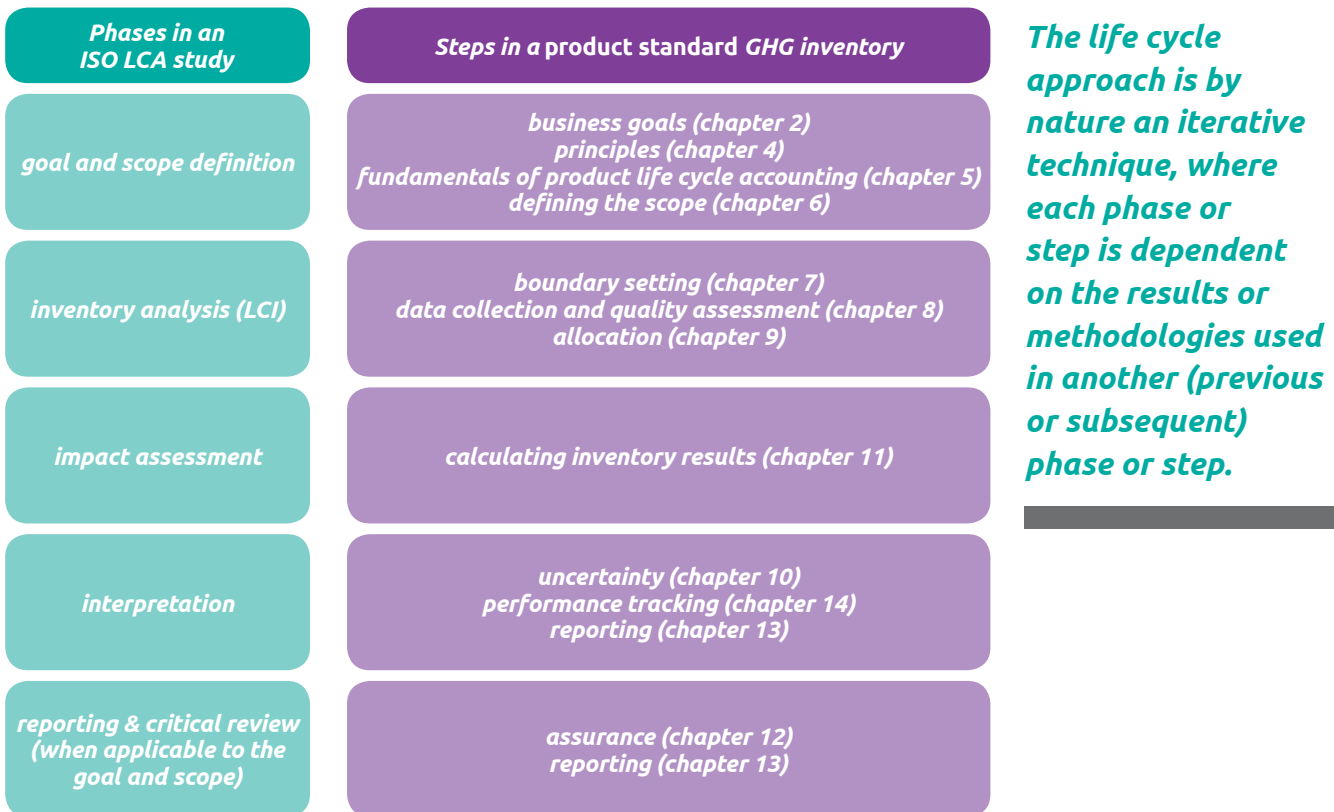 Phases in an
ISO LCA study
Steps in a product standard GHG inventory
goal and scope definition
business goals (chapter 2)
principles (chapter 4)
fundamentals of product life cycle accounting (chapter 5)
defining the scope (chapter 6)
inventory analysis (LCI)
boundary setting (chapter 7)
data collection and quality assessment (chapter 8)
allocation (chapter 9)
impact assessment
calculating inventory results (chapter 11)
interpretation
uncertainty (chapter 10)
performance tracking (chapter 14)
reporting (chapter 13)
reporting & critical review
(when applicable to the
goal and scope)
assurance (chapter 12)
reporting (chapter 13)
The life cycle
approach is by
nature an iterative
technique, where
each phase or
step is dependent
on the results or
methodologies used
in another (previous
or subsequent)
phase or step.